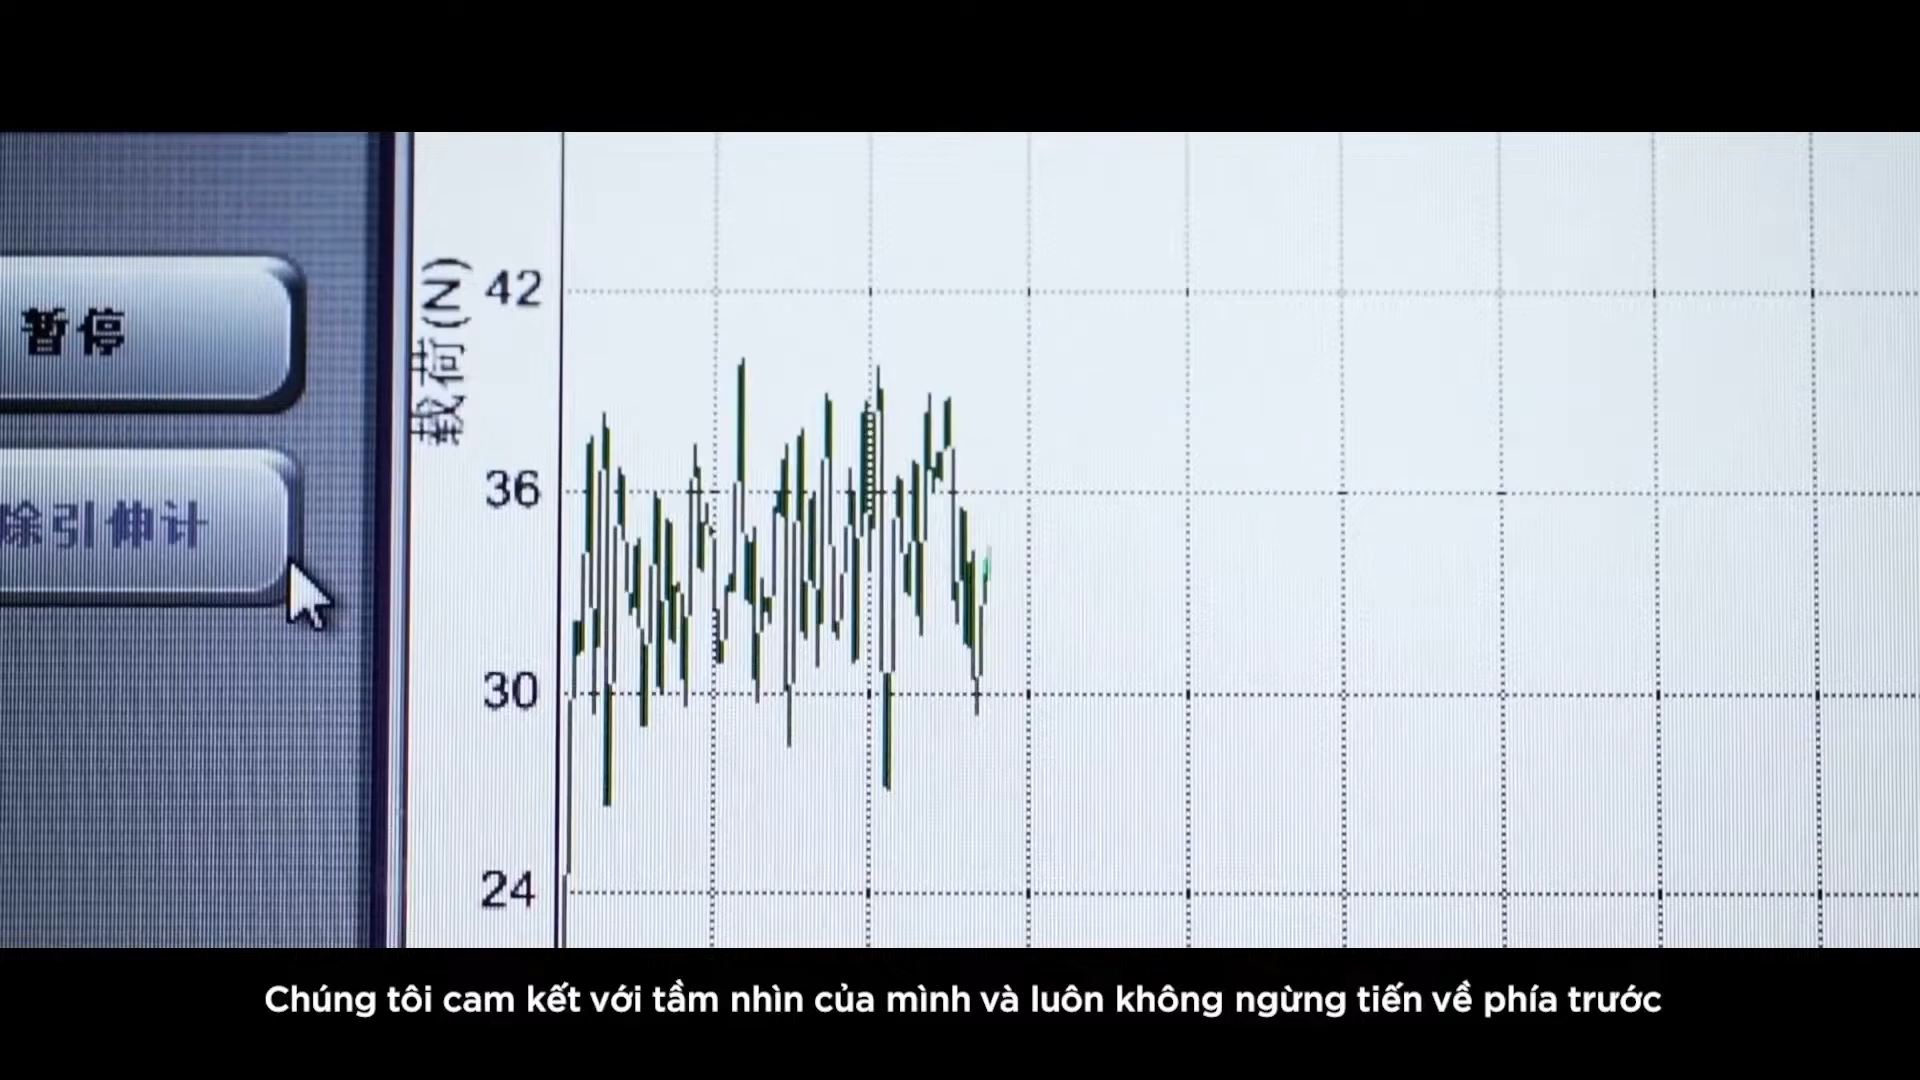 暂停
除引伸计
载荷(N)
42
36
30
24
Chúng tôi cam kết với tầm nhìn của mình và luôn không ngừng tiến về phía trước